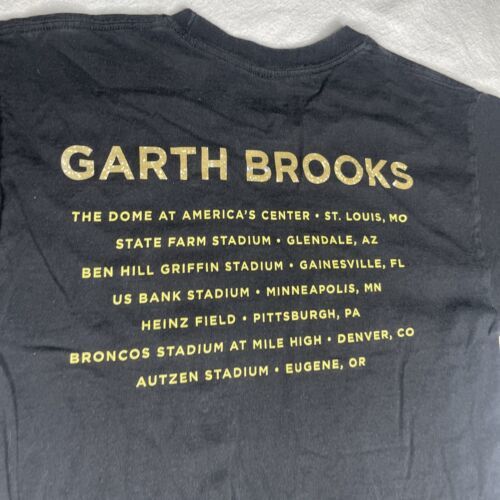 GARTH BROOKS
THE DOME AT AMERICA'S CENTER • ST. LOUIS, MO
STATE FARM STADIUM • GLENDALE, AZ
BEN HILL GRIFFIN STADIUM • GAINESVILLE, FL
US BANK STADIUM • MINNEAPOLIS, MN
HEINZ FIELD • PITTSBURGH, PA
BRONCOS STADIUM AT MILE HIGH • DENVER, CO
AUTZEN STADIUM • EUGENE, OR